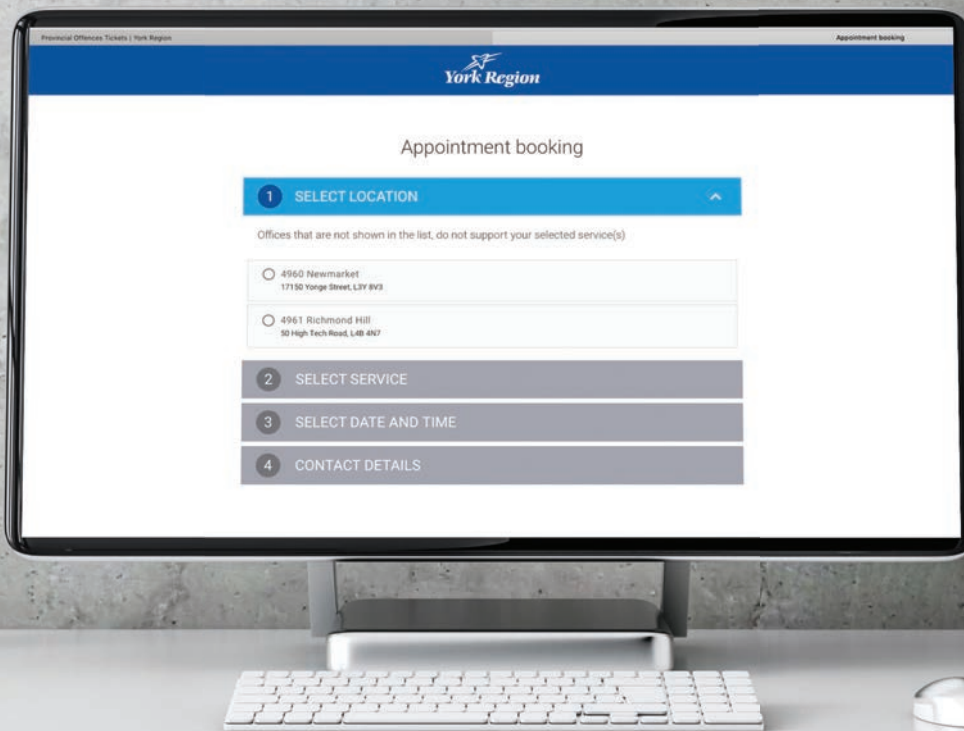 Provincial Offences Tickets | York Region
Appointment booking
York Region
Appointment booking
1 SELECT LOCATION
Offices that are not shown in the list, do not support your selected service(s)
4960 Newmarket
17150 Yonge Street, L3Y 8V3
4961 Richmond Hill
50 High Tech Road, L4B 4N7
2 SELECT SERVICE
3 SELECT DATE AND TIME
4 CONTACT DETAILS